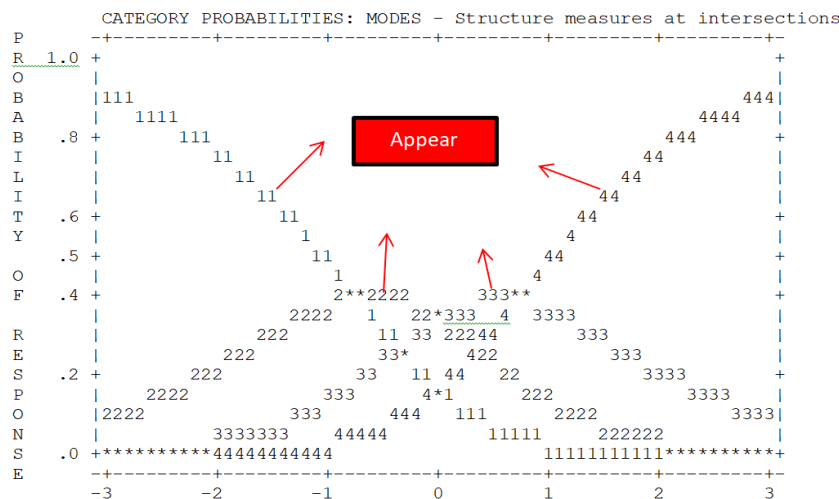 CATEGORY PROBABILITIES: MODES - Structure measures at intersections
P      -+---------+---------+---------+---------+---------+---------+-
R  1.0 +                                                             +
O      |                                                             |
B      |111                                                       444|
A      |   1111                                               4444   |
B   .8 +       111                 Appear                  444       +
I      |          11                                     44          |
L      |            11                                 44            |
I      |              11                             44              |
T   .6 +                11                         44                +
Y      |                  1                       4                  |
    .5 +                   11                   44                   +
O      |                     1                 4                     |
F   .4 +                     2**2222      333**                      +
       |                 2222   1   22*333  4  3333                  |
R      |              222        11 33 22244       333               |
E      |           222           33*     422          333            |
S   .2 +        222            33   11 44   22           3333        +
P      |    2222            333      4*1      222            3333    |
O      |2222             333      444   111      2222            3333|
N      |          3333333    44444         11111     222222          |
S   .0 +**********44444444444                   11111111111**********+
E      -+---------+---------+---------+---------+---------+---------+-
       -3        -2        -1         0         1         2         3